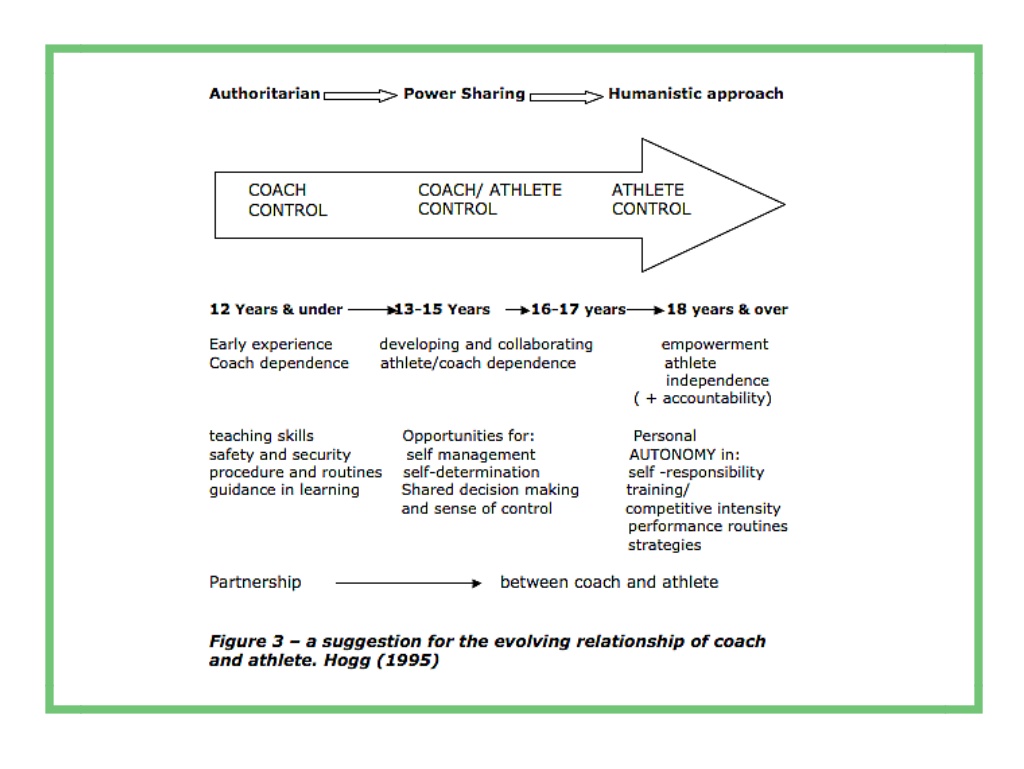 Authoritarian Power Sharing Humanistic approach
COACH COACH/ ATHLETE ATHLETE
CONTROL CONTROL CONTROL
12 Years & under 13-15 Years 16-17 years 18 years & over
Early experience developing and collaborating empowerment
Coach dependence athlete/coach dependence athlete
independence
( + accountability)
teaching skills Opportunities for: Personal
safety and security self management AUTONOMY in:
procedure and routines self-determination self -responsibility
guidance in learning Shared decision making training/
and sense of control competitive intensity
performance routines
strategies
Partnership between coach and athlete
Figure 3 – a suggestion for the evolving relationship of coach
and athlete. Hogg (1995)